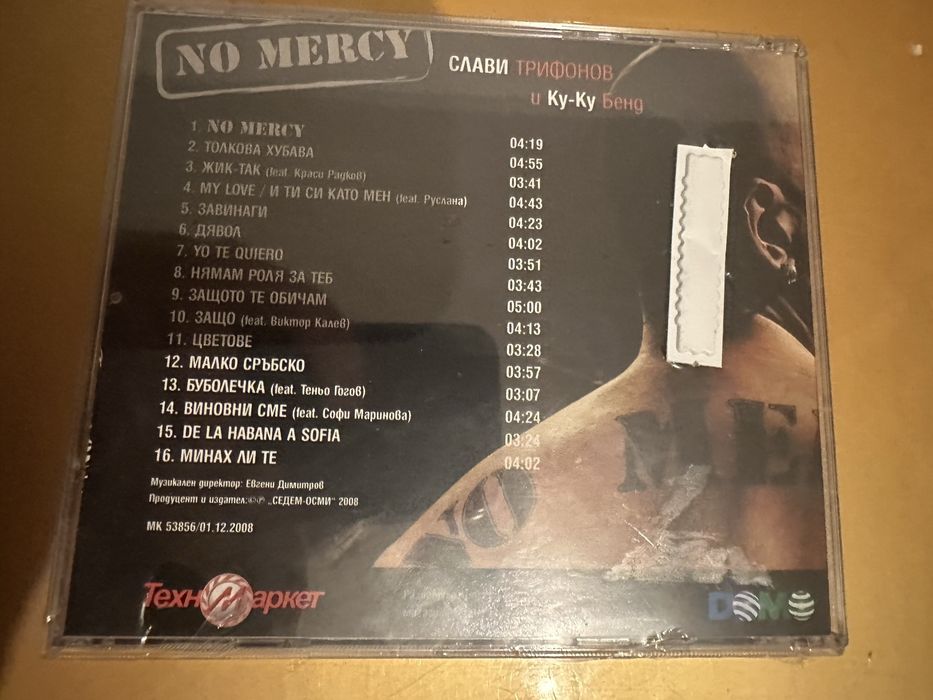 NO MERCY
СЛАВИ ТРИФОНОВ
и Ку-Ку Бенд
1. NO MERCY 04:19
2. ТОЛКОВА ХУБАВА 04:55
3. ЖИК-ТАК (feat. Краси Радков) 03:41
4. MY LOVE / И ТИ СИ КАТО МЕН (feat. Руслана) 04:43
5. ЗАВИНАГИ 04:23
6. ДЯВОЛ 04:02
7. YO TE QUIERO 03:51
8. НЯМАМ РОЛЯ ЗА ТЕБ 03:43
9. ЗАЩОТО ТЕ ОБИЧАМ 05:00
10. ЗАЩО (feat. Виктор Калев) 04:13
11. ЦВЕТОВЕ 03:28
12. МАЛКО СРЪБСКО 03:57
13. БУБОЛЕЧКА (feat. Теньо Гогов) 03:07
14. ВИНОВНИ СМЕ (feat. Софи Маринова) 04:24
15. DE LA HABANA A SOFIA 03:24
16. МИНАХ ЛИ ТЕ 04:02
Музикален директор: Евгени Димитров
Продуцент и издател:©℗ „СЕДЕМ-ОСМИ" 2008
МК 53856/01.12.2008
NO ME
ТехноМаркет
DOMO